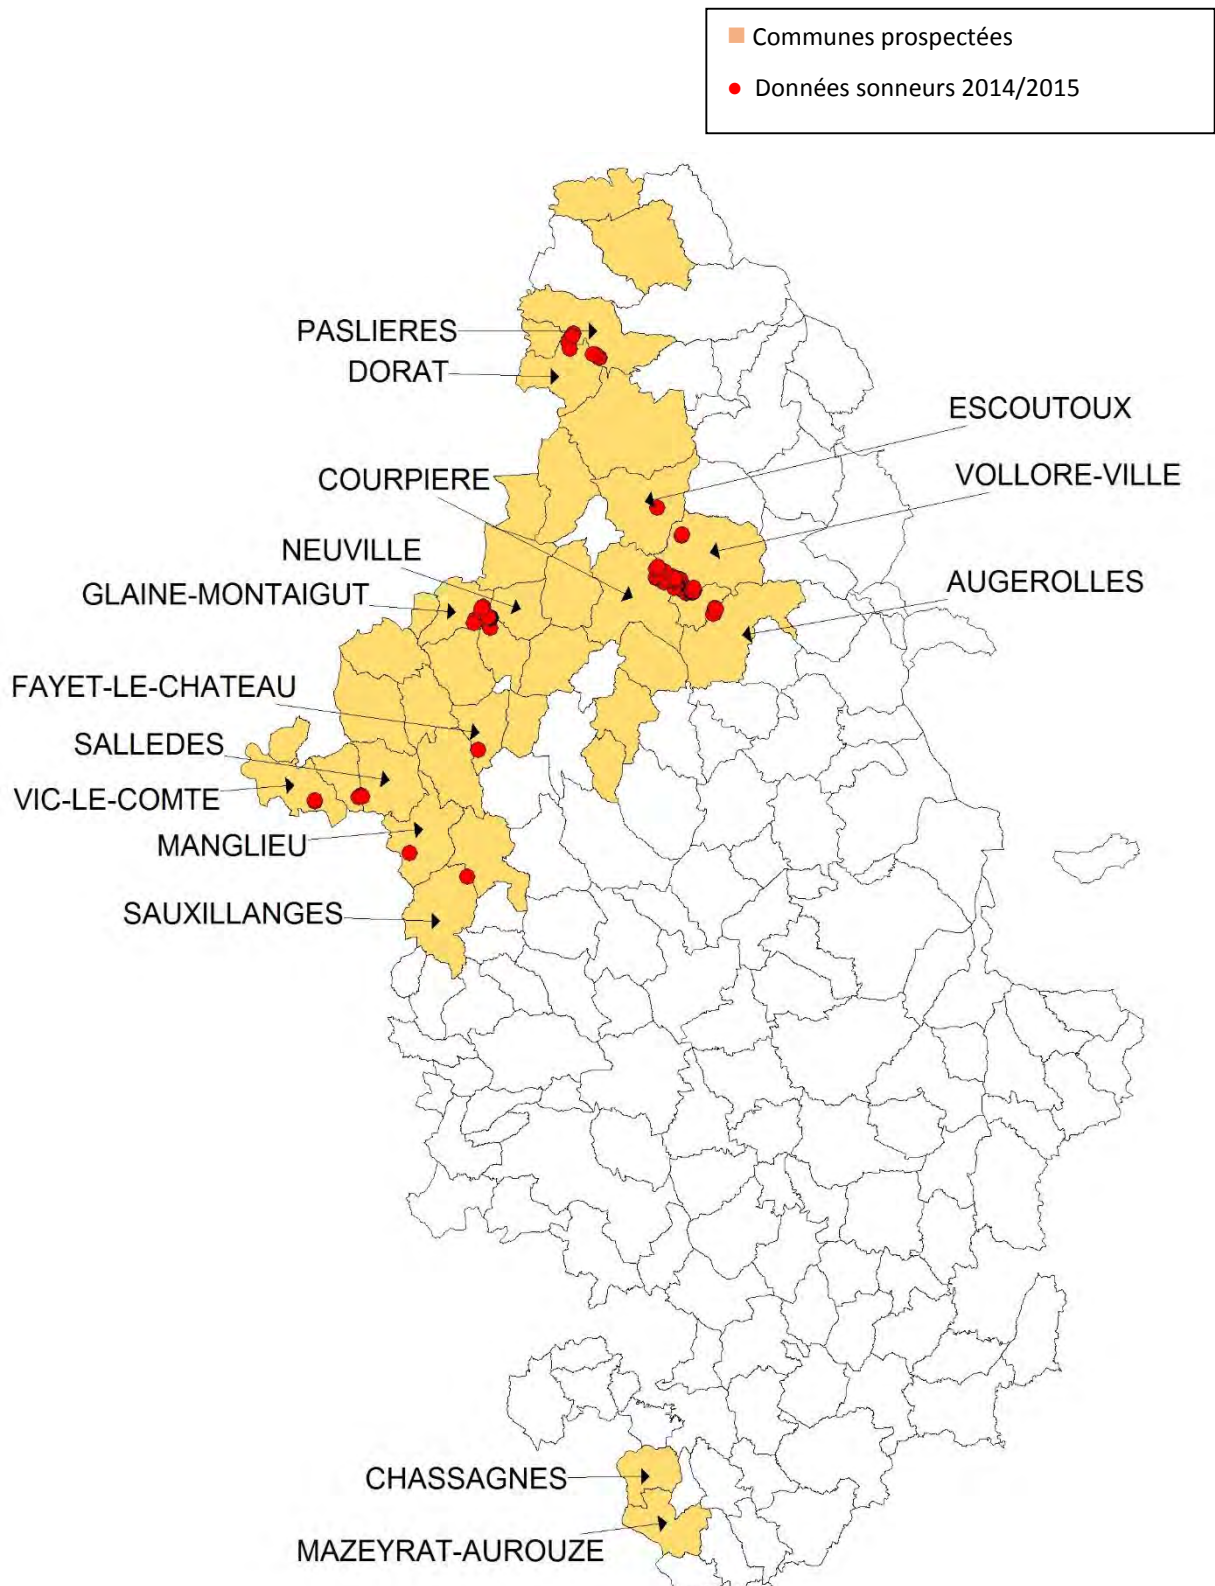 Communes prospectées
Données sonneurs 2014/2015
PASLIERES
DORAT
ESCOUTOUX
COURPIERE
VOLLORE-VILLE
NEUVILLE
AUGEROLLES
GLAINE-MONTAIGUT
FAYET-LE-CHATEAU
SALLEDES
VIC-LE-COMTE
MANGLIEU
SAUXILLANGES
CHASSAGNES
MAZEYRAT-AUROUZE